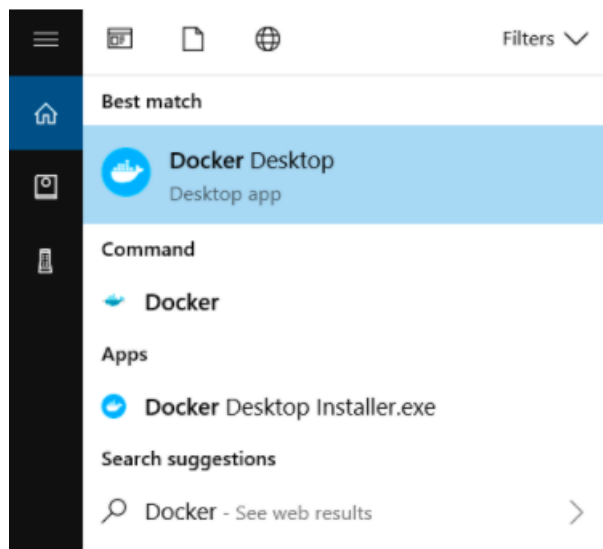 Filters
Best match
Docker Desktop
Desktop app
Command
Docker
Apps
Docker Desktop Installer.exe
Search suggestions
Docker - See web results